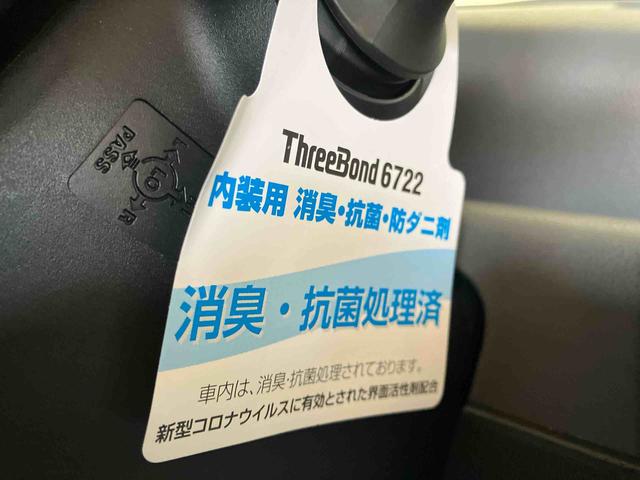 ThreeBond 6722
内装用 消臭・抗菌・防ダニ剤
消臭・抗菌処理済
車内は、消臭・抗菌処理されております。
新型コロナウイルスに有効とされた界面活性剤配合
PASS
LO
R